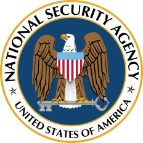 NATIONAL SECURITY AGENCY
UNITED STATES OF AMERICA